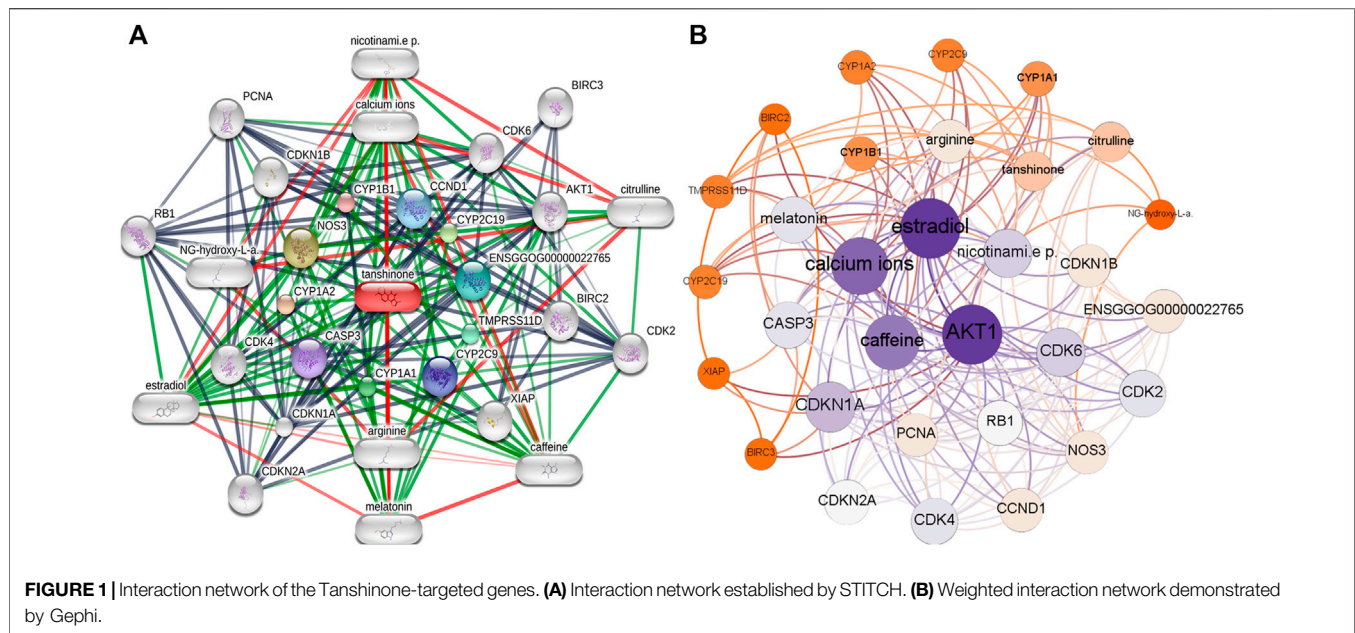 A
nicotinami.e p.
BIRC3
PCNA
calcium ions
CDK6
CDKN1B
CYP1B1
CCND1
AKT1
citrulline
RB1
NOS3
CYP2C19
NG-hydroxy-L-a.
ENSGGOG00000022765
tanshinone
CYP1A2
BIRC2
TMPRSS11D
CASP3
CDK2
CDK4
CYP2C9
CYP1A1
estradiol
XIAP
CDKN1A
arginine
caffeine
CDKN2A
melatonin
B
CYP2C9
CYP1A2
CYP1A1
BIRC2
arginine
citrulline
CYP1B1
tanshinone
TMPRSS11D
NG-hydroxy-L-a.
melatonin
estradiol
nicotinami.e p.
calcium ions
CDKN1B
CYP2C19
ENSGGOG00000022765
CASP3
AKT1
caffeine
CDK6
XIAP
CDK2
CDKN1A
RB1
PCNA
NOS3
BIRC3
CDKN2A
CCND1
CDK4
FIGURE 1 | Interaction network of the Tanshinone-targeted genes. (A) Interaction network established by STITCH. (B) Weighted interaction network demonstrated
by Gephi.